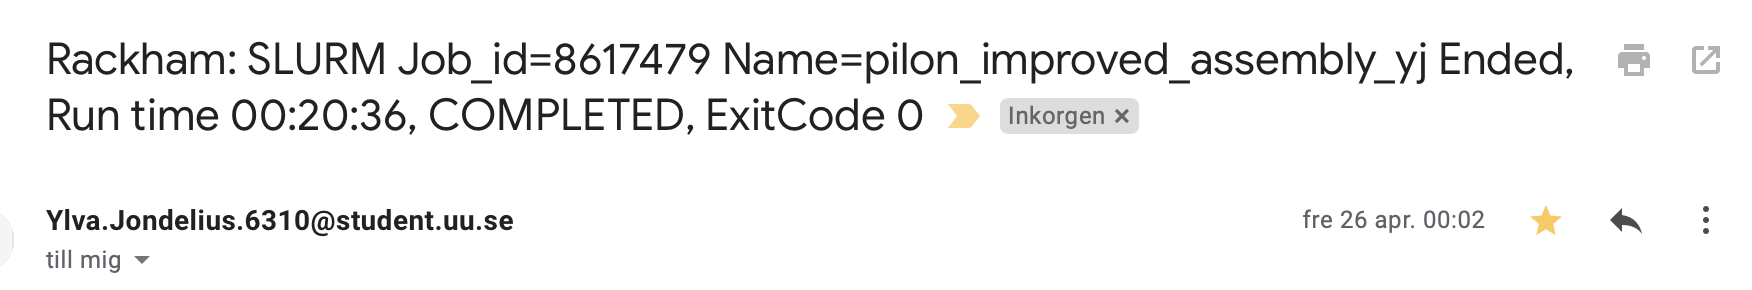 Rackham: SLURM Job_id=8617479 Name=pilon_improved_assembly_yj Ended,
Run time 00:20:36, COMPLETED, ExitCode 0 Inkorgen ×
Ylva.Jondelius.6310@student.uu.se fre 26 apr. 00:02
till mig